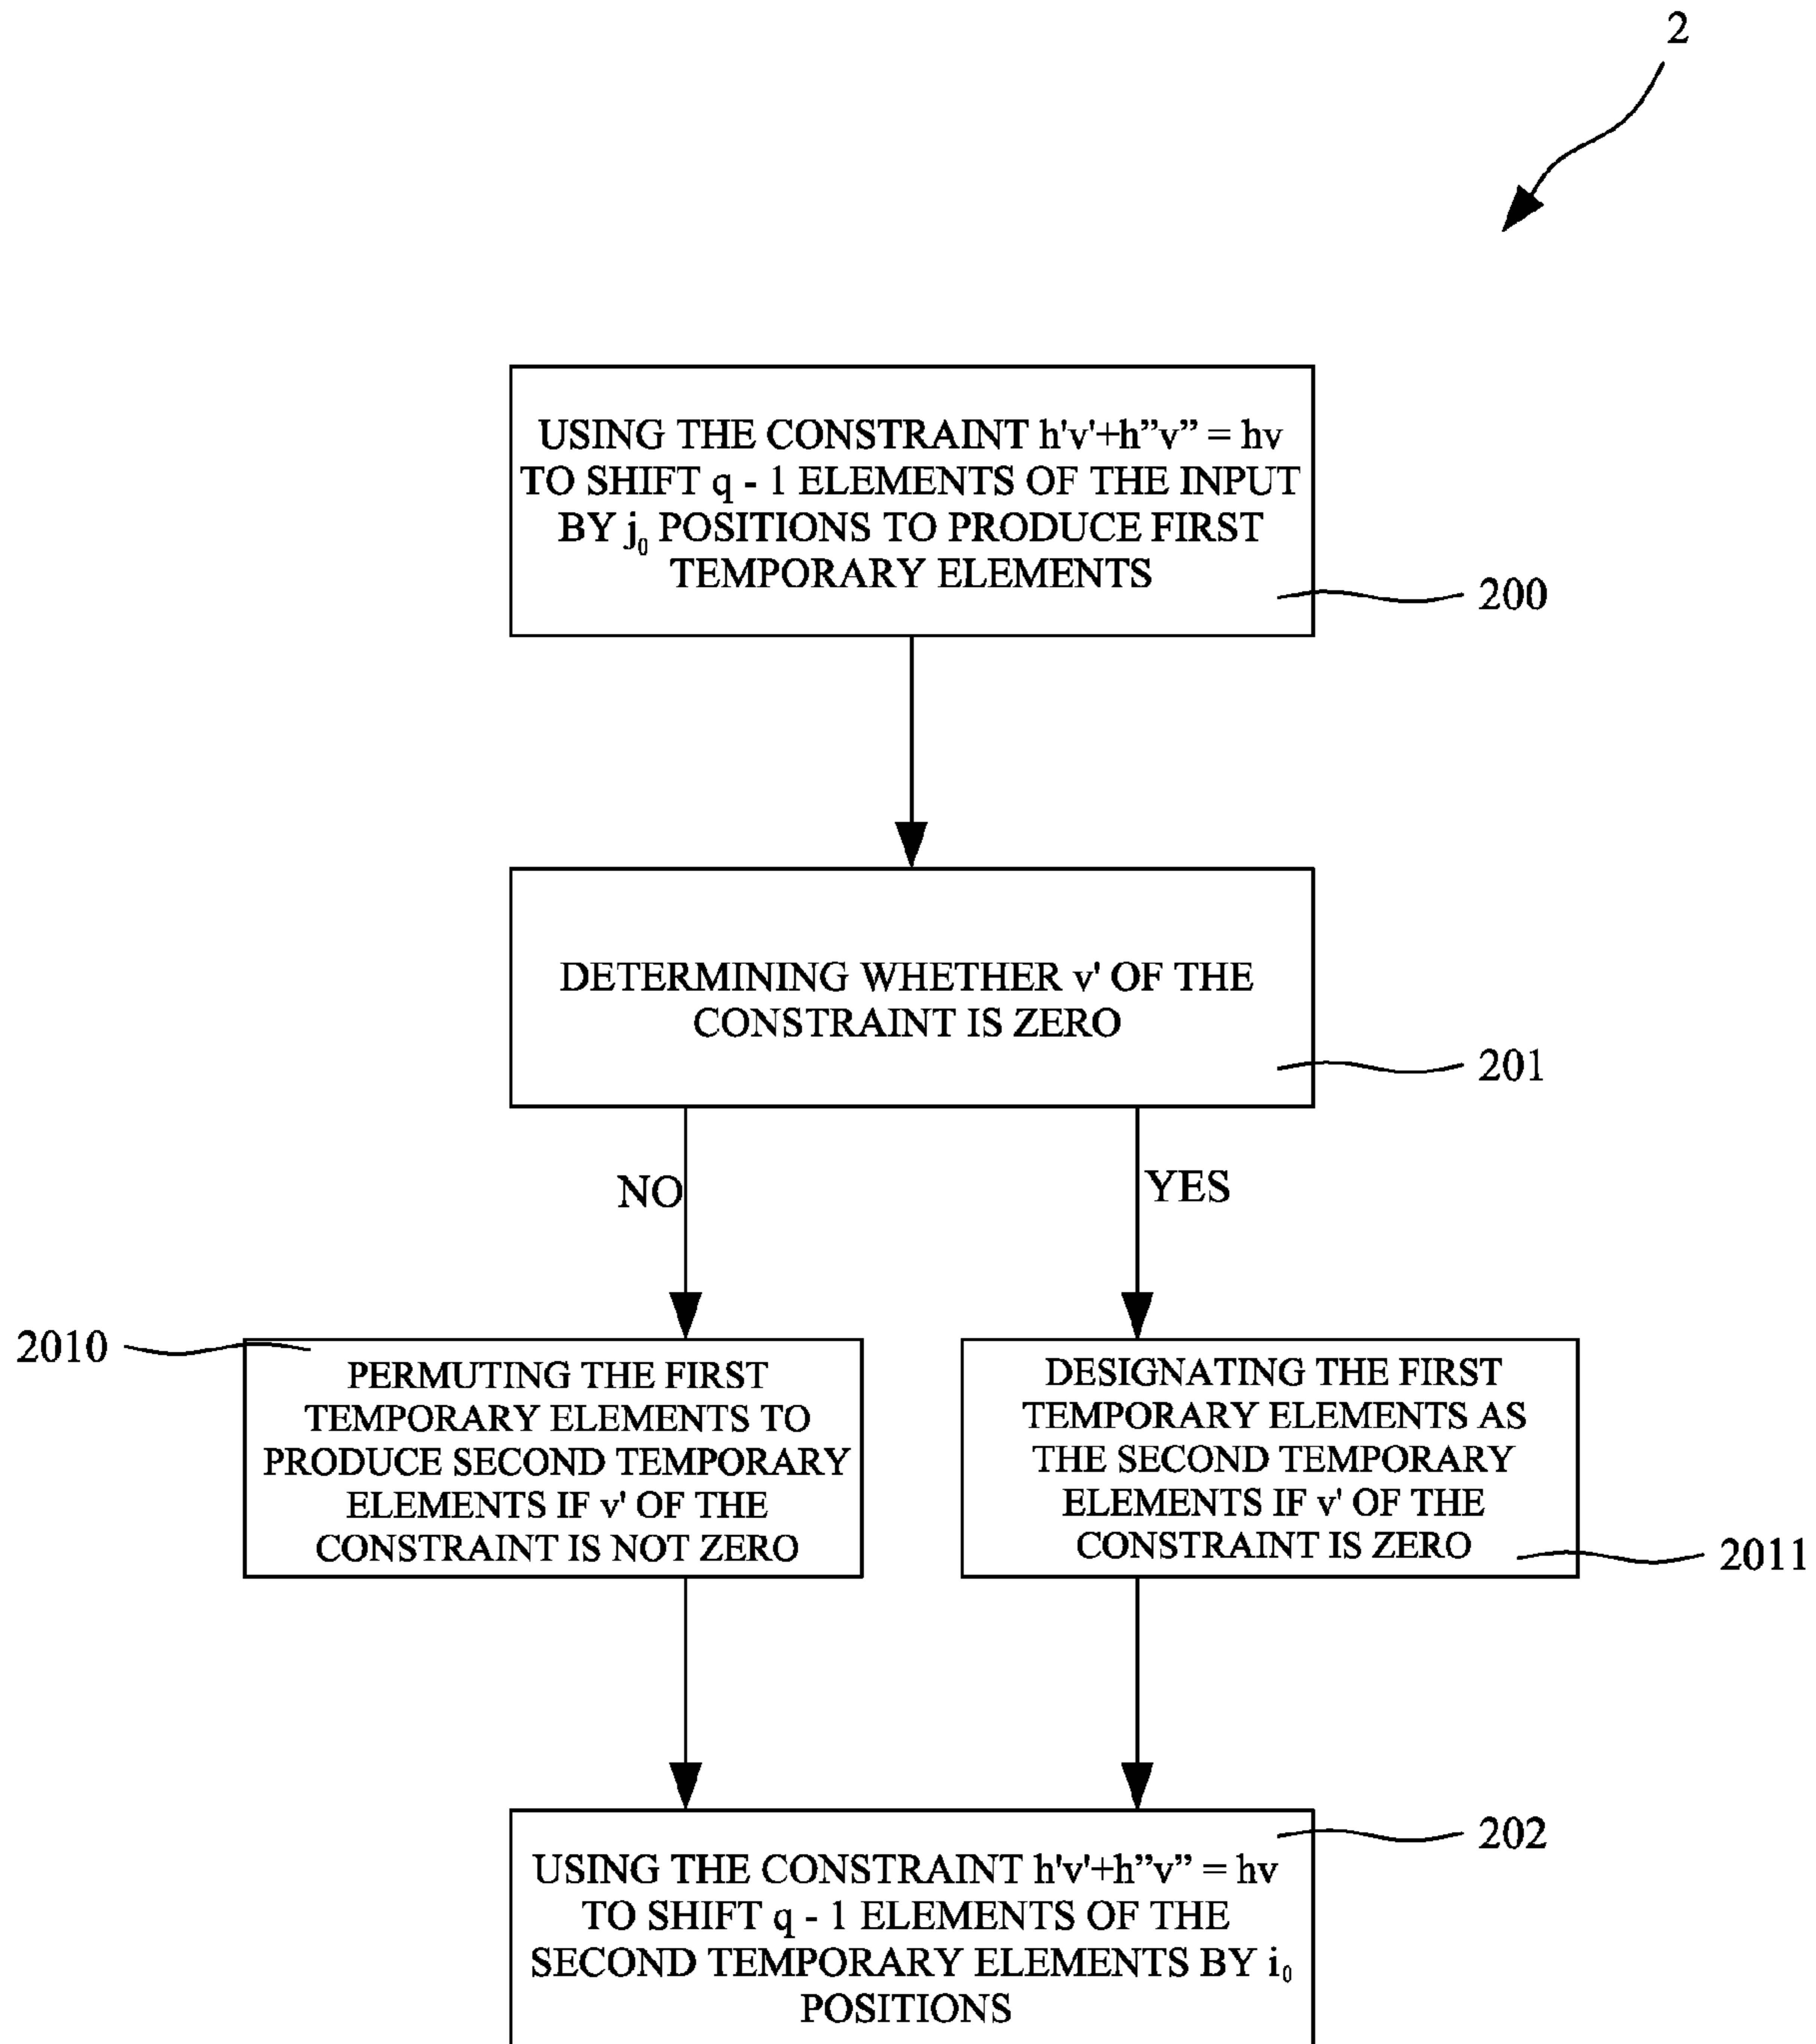 2
USING THE CONSTRAINT h'v'+h”v” = hv
TO SHIFT q - 1 ELEMENTS OF THE INPUT
BY j₀ POSITIONS TO PRODUCE FIRST
TEMPORARY ELEMENTS
200
DETERMINING WHETHER v' OF THE
CONSTRAINT IS ZERO
201
NO
YES
2010
PERMUTING THE FIRST
TEMPORARY ELEMENTS TO
PRODUCE SECOND TEMPORARY
ELEMENTS IF v' OF THE
CONSTRAINT IS NOT ZERO
DESIGNATING THE FIRST
TEMPORARY ELEMENTS AS
THE SECOND TEMPORARY
ELEMENTS IF v' OF THE
CONSTRAINT IS ZERO
2011
202
USING THE CONSTRAINT h'v'+h”v” = hv
TO SHIFT q - 1 ELEMENTS OF THE
SECOND TEMPORARY ELEMENTS BY i₀
POSITIONS